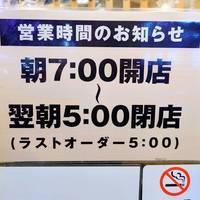 営業時間のお知らせ
朝7:00開店
～
翌朝5:00閉店
(ラストオーダー5:00)